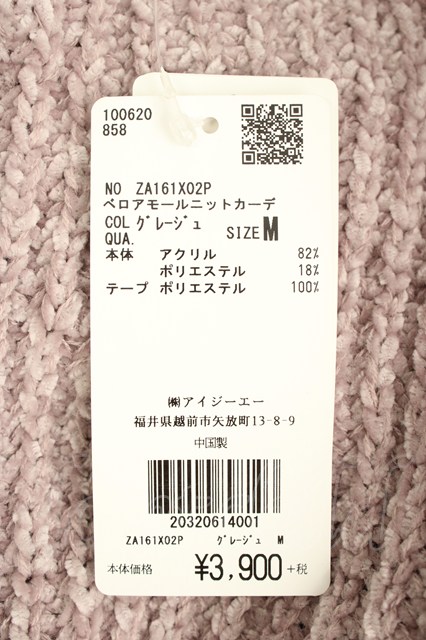 100620
858
NO ZA161X02P
ベロアモールニットカーデ
COL グレージュ
QUA. SIZE M
本体 アクリル 82%
ポリエステル 18%
テープ ポリエステル 100%
㈱アイジーエー
福井県越前市矢放町13-8-9
中国製
20320614001
ZA161X02P グレージュ M
本体価格 ¥3,900+税